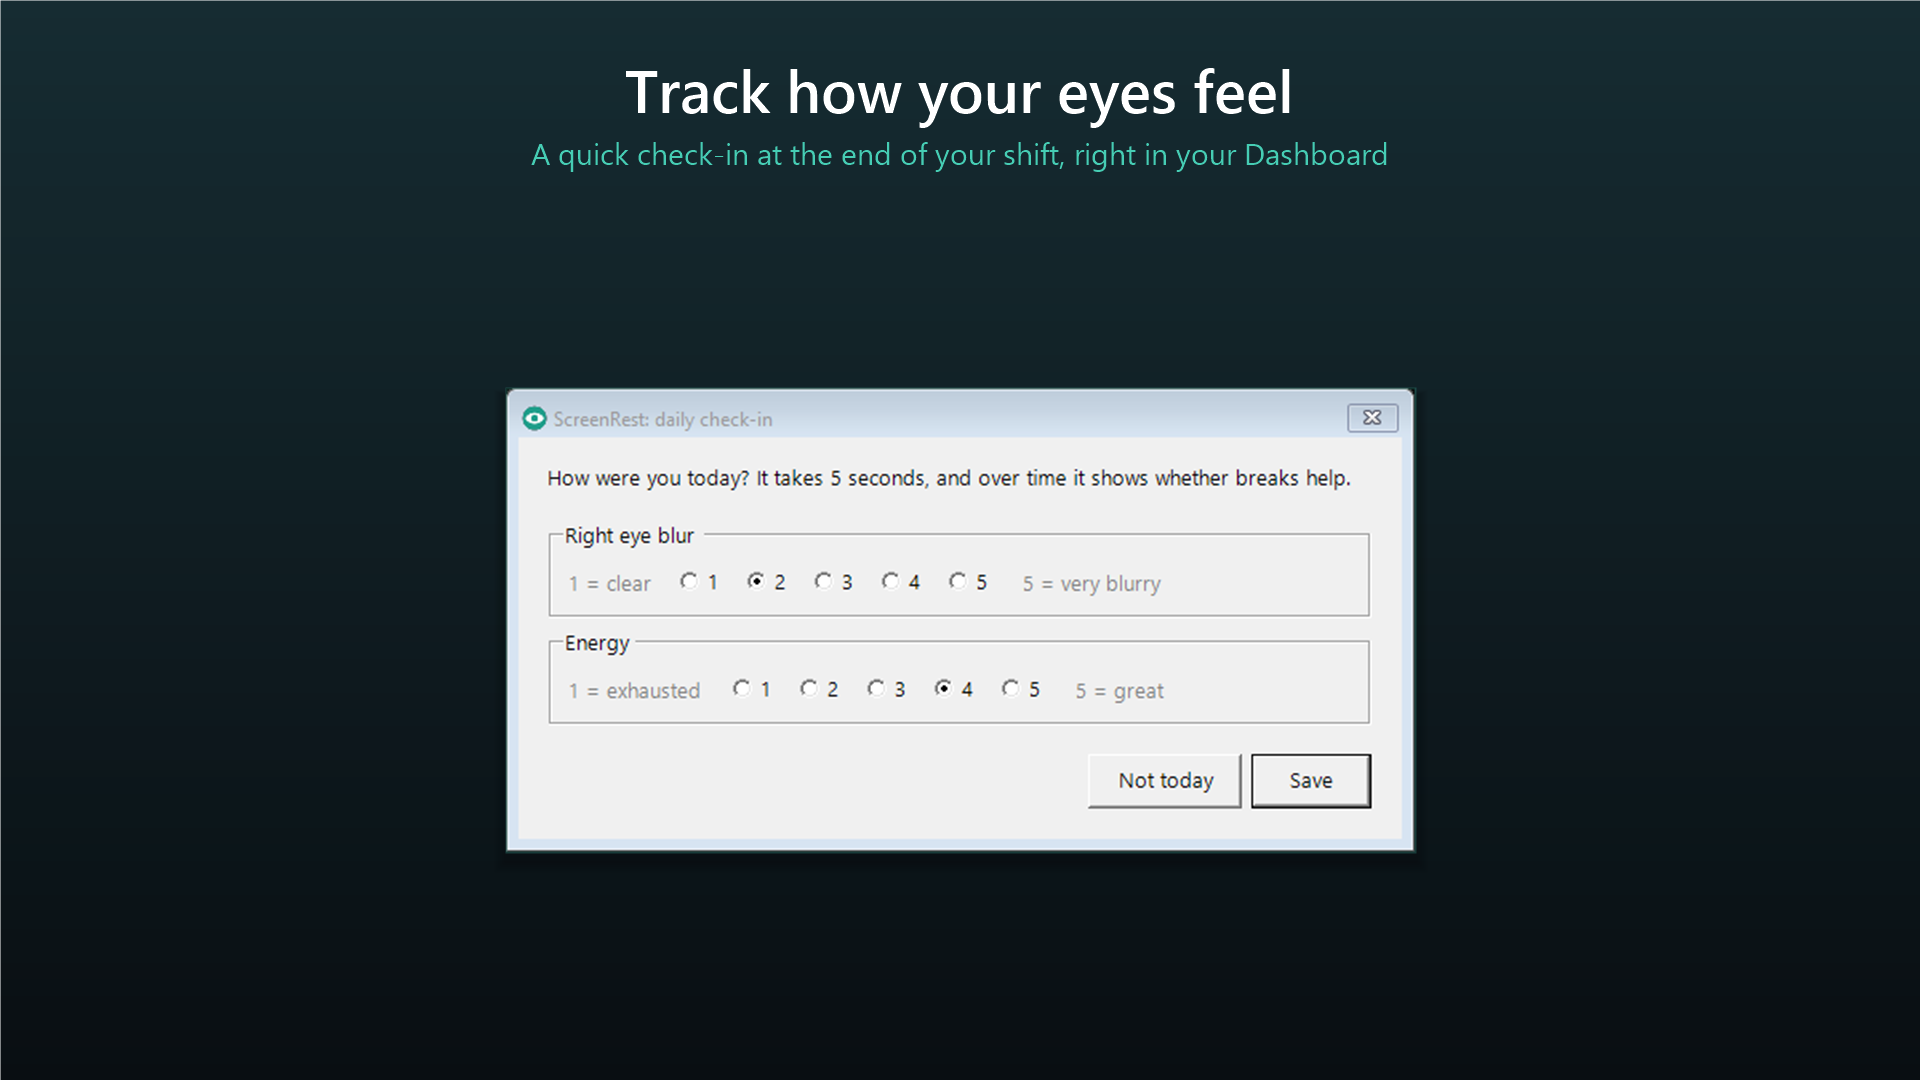 Track how your eyes feel
A quick check-in at the end of your shift, right in your Dashboard
ScreenRest: daily check-in
How were you today? It takes 5 seconds, and over time it shows whether breaks help.
Right eye blur
1 = clear 1 2 3 4 5 5 = very blurry
Energy
1 = exhausted 1 2 3 4 5 5 = great
Not today Save